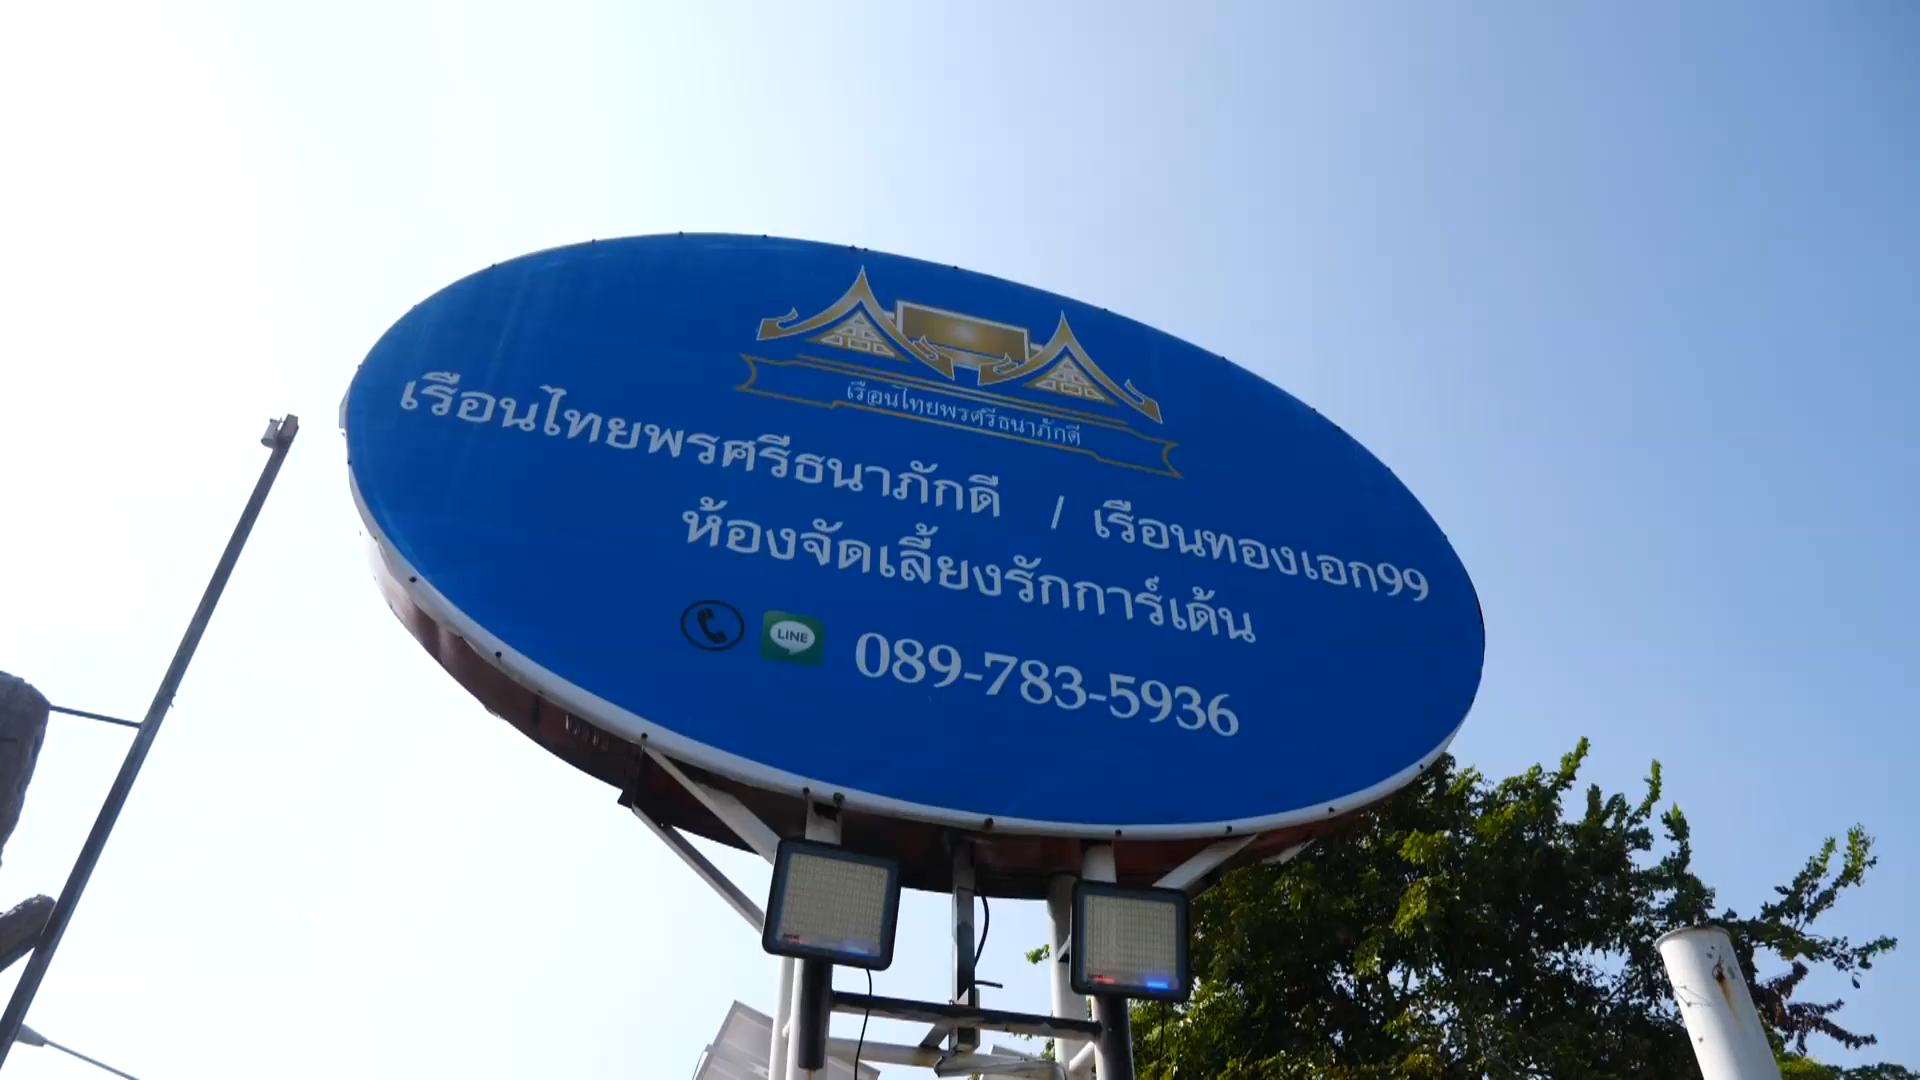 เรือนไทยพรศรีธนาภักดี
เรือนไทยพรศรีธนาภักดี / เรือนทองเอก99
ห้องจัดเลี้ยงรักการ์เด้น
LINE 089-783-5936